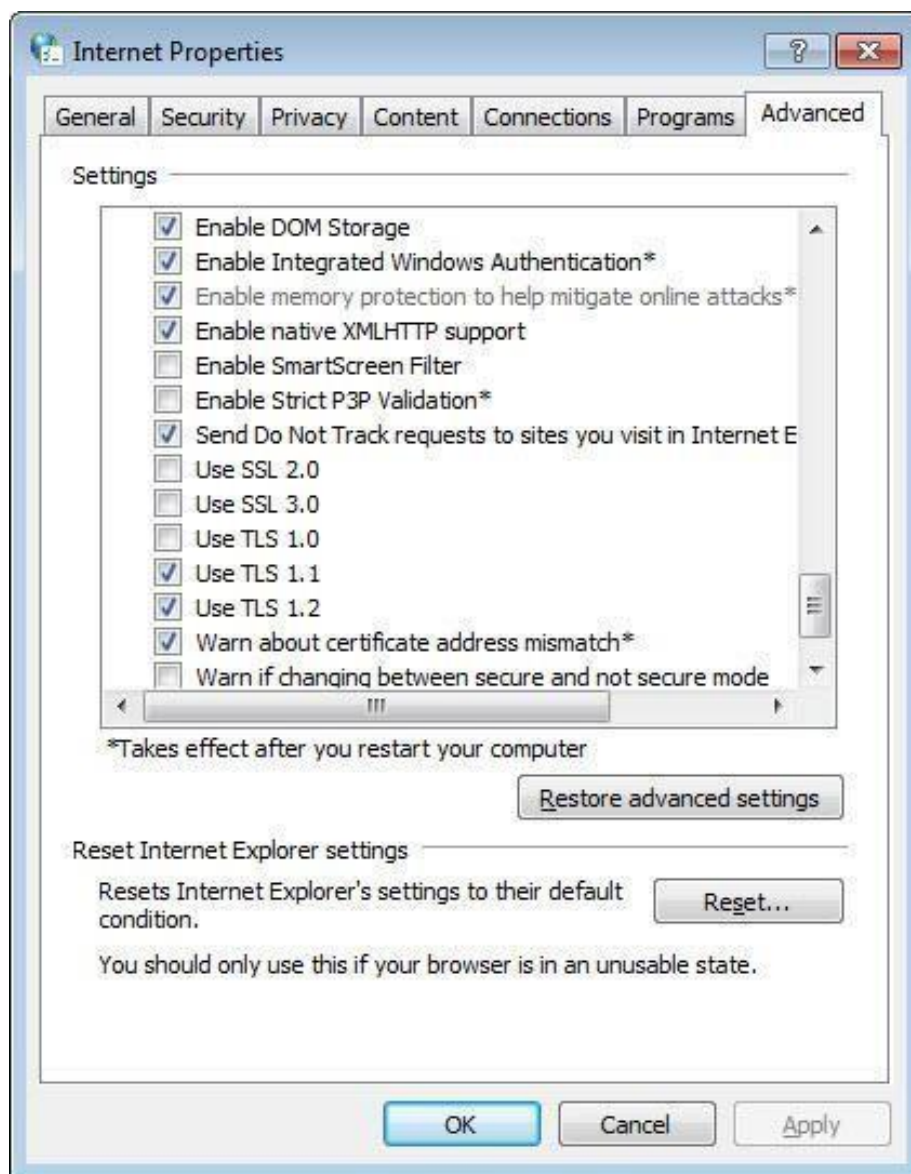 Internet Properties
General Security Privacy Content Connections Programs Advanced
Settings
Enable DOM Storage
Enable Integrated Windows Authentication*
Enable memory protection to help mitigate online attacks*
Enable native XMLHTTP support
Enable SmartScreen Filter
Enable Strict P3P Validation*
Send Do Not Track requests to sites you visit in Internet E
Use SSL 2.0
Use SSL 3.0
Use TLS 1.0
Use TLS 1.1
Use TLS 1.2
Warn about certificate address mismatch*
Warn if changing between secure and not secure mode
*Takes effect after you restart your computer
Restore advanced settings
Reset Internet Explorer settings
Resets Internet Explorer's settings to their default
condition.
Reset...
You should only use this if your browser is in an unusable state.
OK Cancel Apply